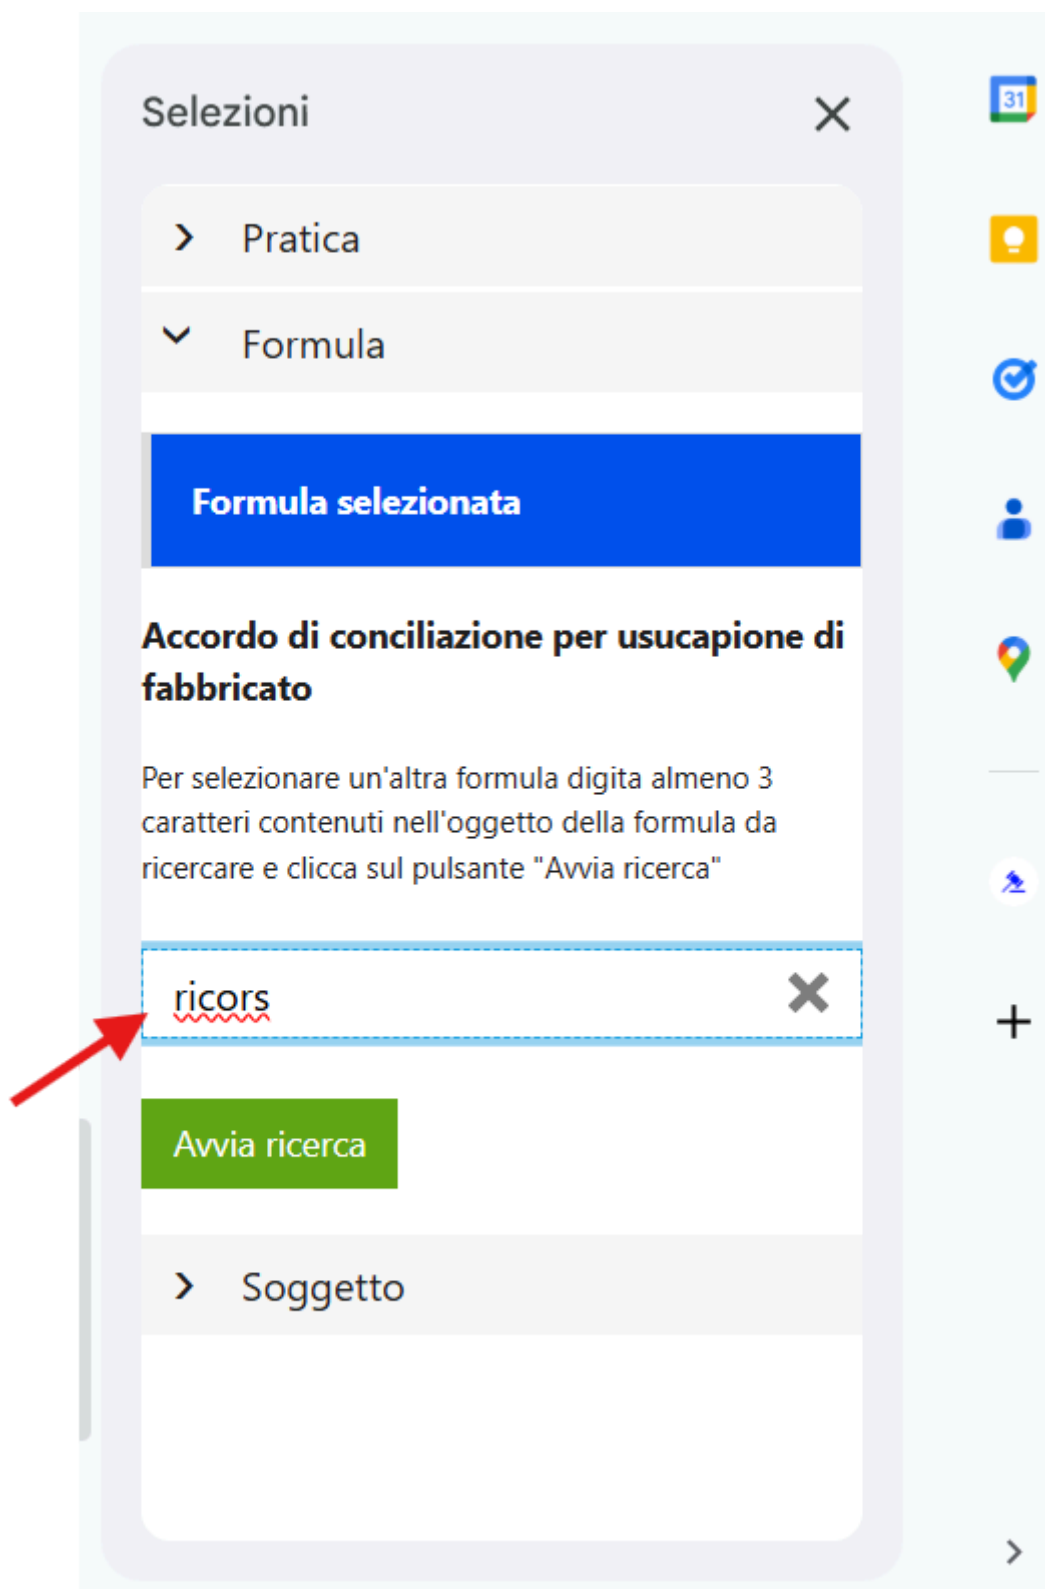 Selezioni
31
Pratica
Formula
Formula selezionata
Accordo di conciliazione per usucapione di
fabbricato
Per selezionare un'altra formula digita almeno 3
caratteri contenuti nell'oggetto della formula da
ricercare e clicca sul pulsante "Avvia ricerca"
ricors
Avvia ricerca
Soggetto